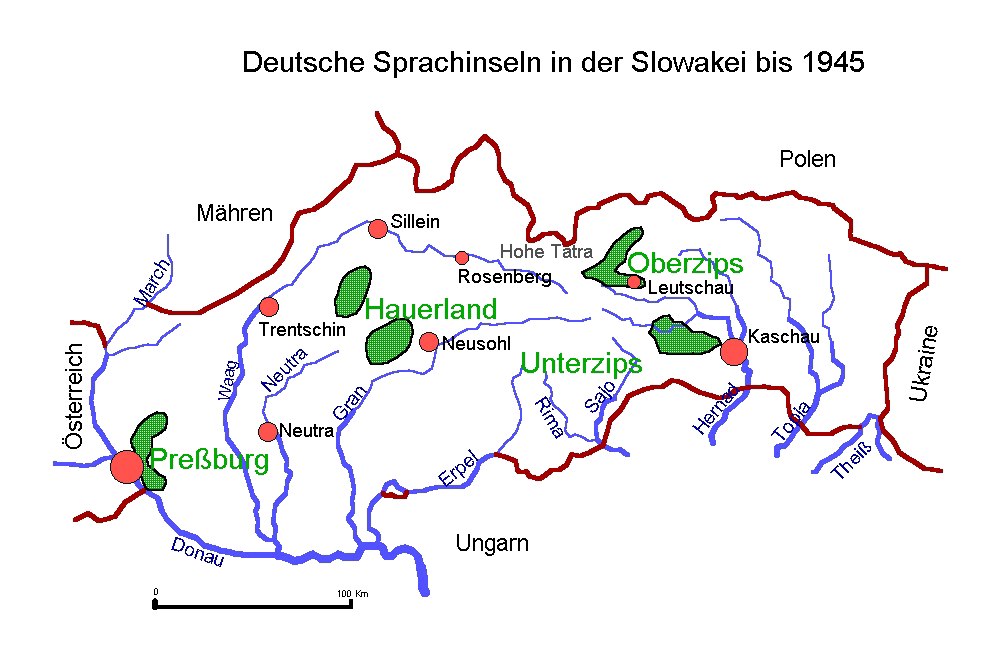 Deutsche Sprachinseln in der Slowakei bis 1945
Polen
Mähren
Sillein
Hohe Tatra
Oberzips
March
Rosenberg
Leutschau
Hauerland
Trentschin
Kaschau
Neusohl
Österreich
Waag
Neutra
Unterzips
Ukraine
Gran
Rima
Sajo
Hernad
Topla
Neutra
Preßburg
Erpel
Theiß
Donau
Ungarn
0 100 Km